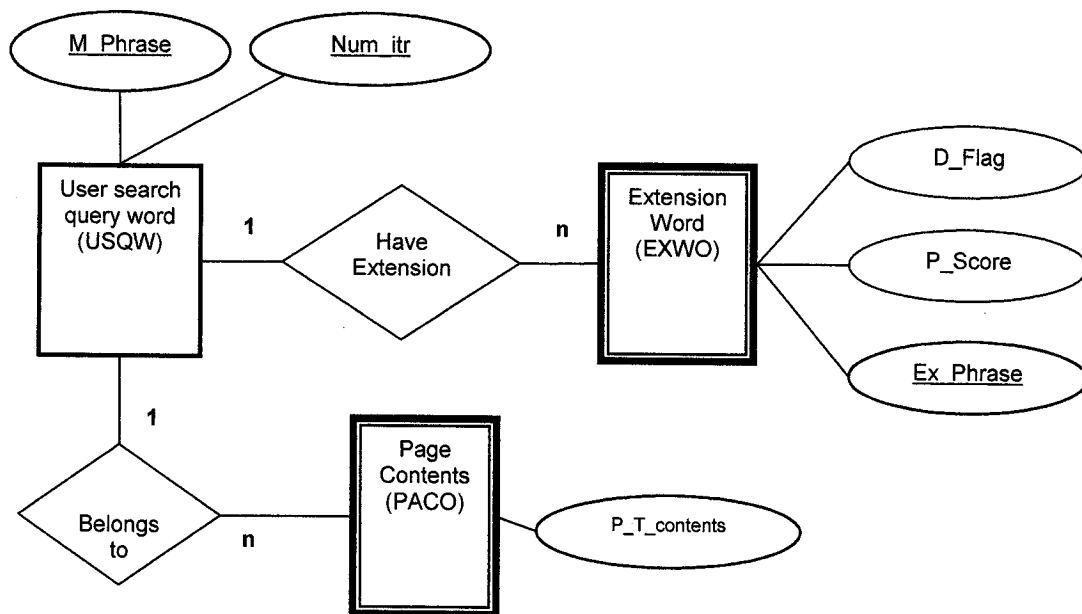 M_Phrase
Num_itr
User search
query word
(USQW)
1
Have
Extension
n
Extension
Word
(EXWO)
D_Flag
P_Score
Ex_Phrase
1
Belongs
to
n
Page
Contents
(PACO)
P_T_contents